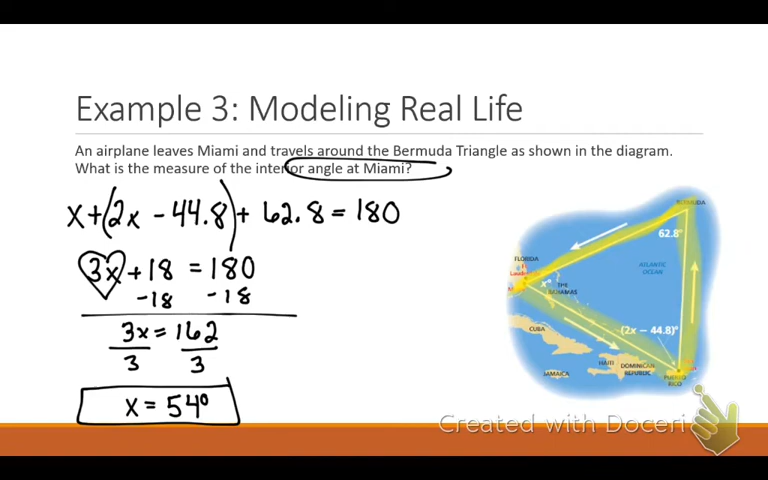 Example 3: Modeling Real Life
An airplane leaves Miami and travels around the Bermuda Triangle as shown in the diagram.
What is the measure of the interior angle at Miami?
x+(2x - 44.8) + 62.8 = 180
3x + 18 = 180
-18 -18
3x = 162
3 3
x = 54°
BERMUDA
62.8°
FLORIDA
ATLANTIC
OCEAN
x°
THE
BAHAMAS
CUBA
(2x − 44.8)°
HAITI
DOMINICAN
REPUBLIC
JAMAICA
PUERTO
RICO
Created with Doceri